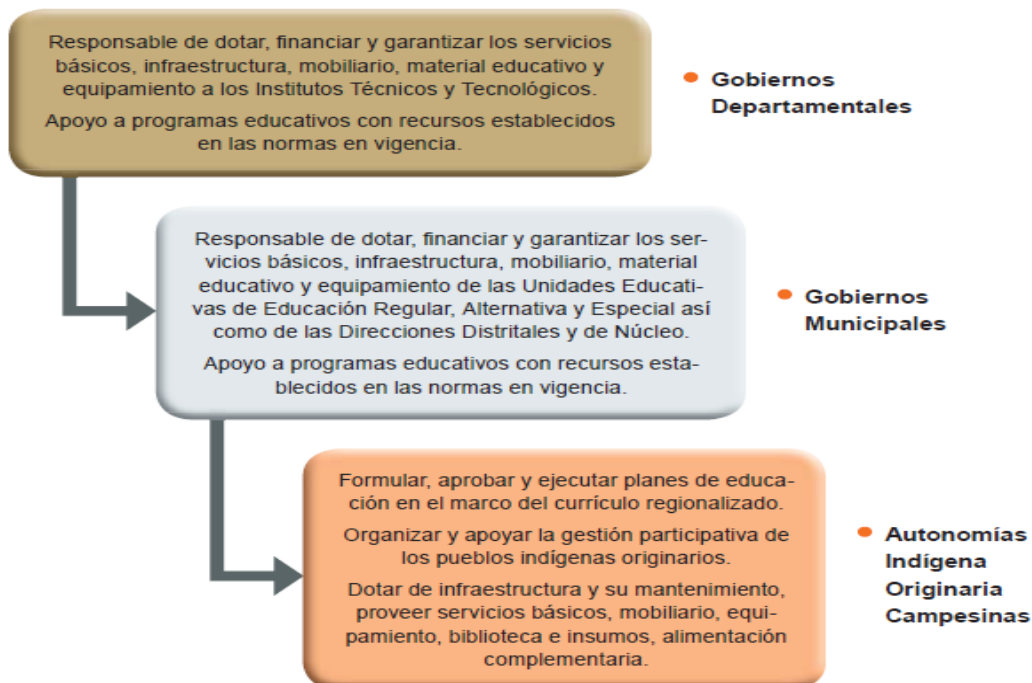 Responsable de dotar, financiar y garantizar los servicios
básicos, infraestructura, mobiliario, material educativo y
equipamiento a los Institutos Técnicos y Tecnológicos.
Apoyo a programas educativos con recursos establecidos
en las normas en vigencia.
• Gobiernos
Departamentales
Responsable de dotar, financiar y garantizar los ser-
vicios básicos, infraestructura, mobiliario, material
educativo y equipamiento de las Unidades Educati-
vas de Educación Regular, Alternativa y Especial así
como de las Direcciones Distritales y de Núcleo.
Apoyo a programas educativos con recursos esta-
blecidos en las normas en vigencia.
• Gobiernos
Municipales
Formular, aprobar y ejecutar planes de educa-
ción en el marco del currículo regionalizado.
Organizar y apoyar la gestión participativa de
los pueblos indígenas originarios.
Dotar de infraestructura y su mantenimiento,
proveer servicios básicos, mobiliario, equi-
pamiento, biblioteca e insumos, alimentación
complementaria.
• Autonomías
Indígena
Originaria
Campesinas